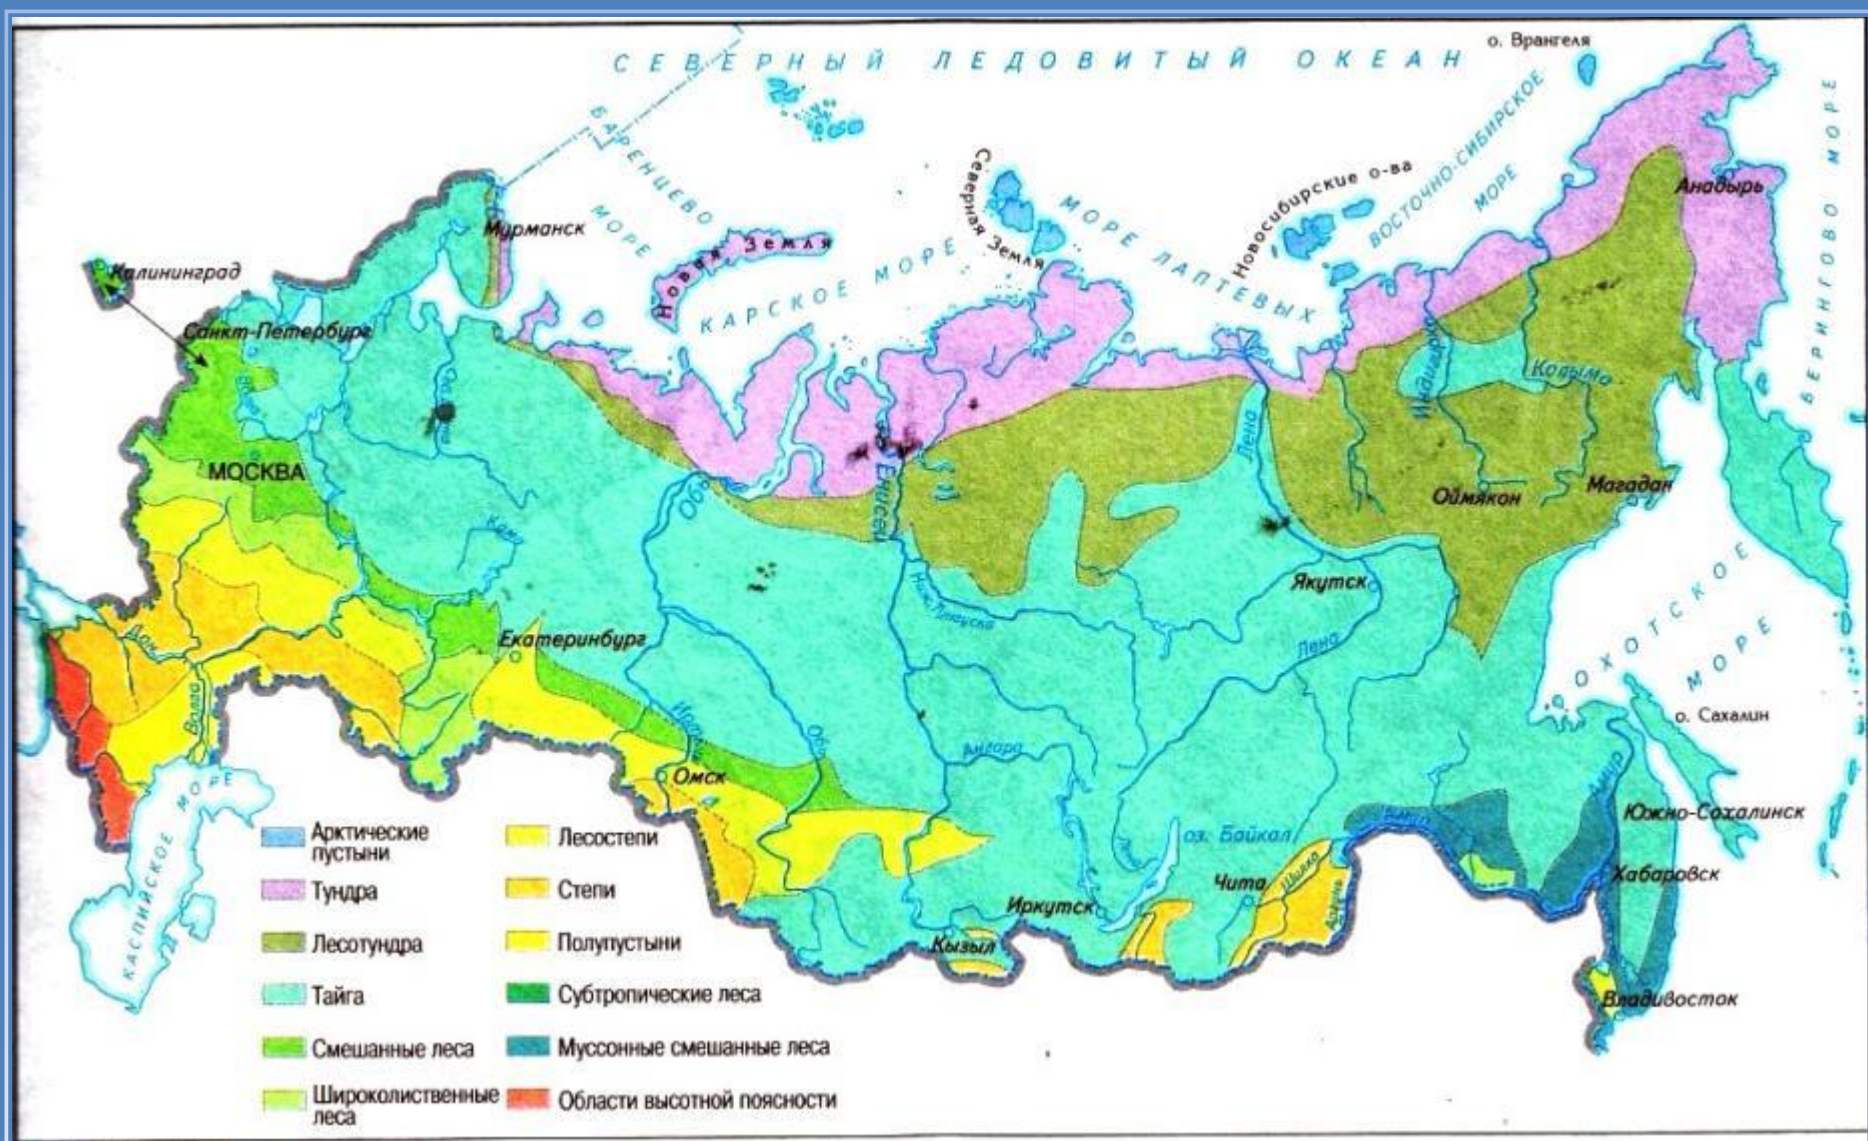 СЕВЕРНЫЙ ЛЕДОВИТЫЙ ОКЕАН
о. Врангеля
БАРЕНЦЕВО
МОРЕ
Северная Земля
МОРЕ ЛАПТЕВЫХ
Новосибирские о-ва
ВОСТОЧНО-СИБИРСКОЕ
МОРЕ
Анадырь
БЕРИНГОВО МОРЕ
Мурманск
Новая Земля
КАРСКОЕ МОРЕ
Калининград
Санкт-Петербург
Индигирка
Колыма
Лена
МОСКВА
Обь
Енисей
Оймякон
Магадан
Кама
Якутск
Лена
ОХОТСКОЕ
МОРЕ
Дон
Екатеринбург
Волга
Иртыш
Обь
Ангара
о. Сахалин
Омск
Амур
Амур
Южно-Сахалинск
оз. Байкал
Чита
Шилка
Аргунь
Хабаровск
Иркутск
Кызыл
Владивосток
КАСПИЙСКОЕ МОРЕ
Арктические
пустыни
Тундра
Лесотундра
Тайга
Смешанные леса
Широколиственные
леса
Лесостепи
Степи
Полупустыни
Субтропические леса
Муссонные смешанные леса
Области высотной поясности